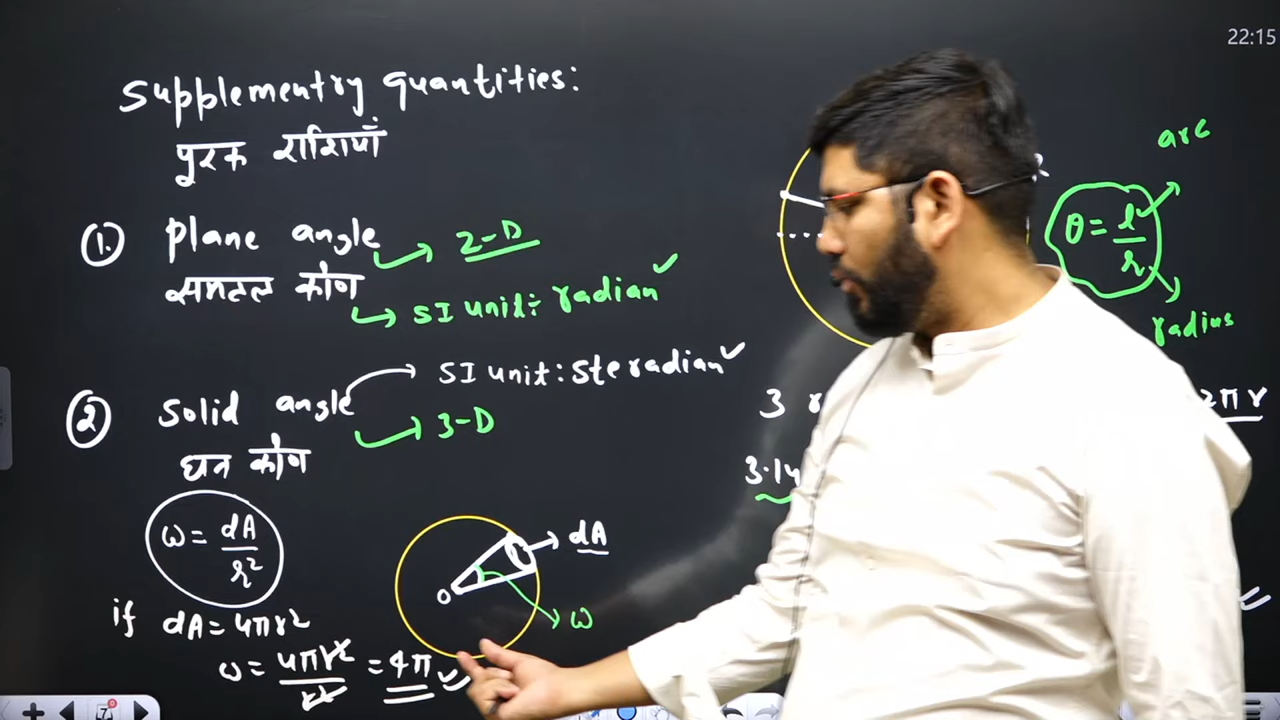 22:15
Supplementry quantities:
पुरक राशियाँ
① plane angle → 2-D
समतल कोण → SI unit: radian ✓
② Solid angle → SI unit: steradian ✓
→ 3-D
घन कोण
ω = dA/r²
if dA = 4πr²
ω = 4πr²/r² = 4π ✓
O
dA
ω
arc
θ = l/r
radius
3
2πr
3.14